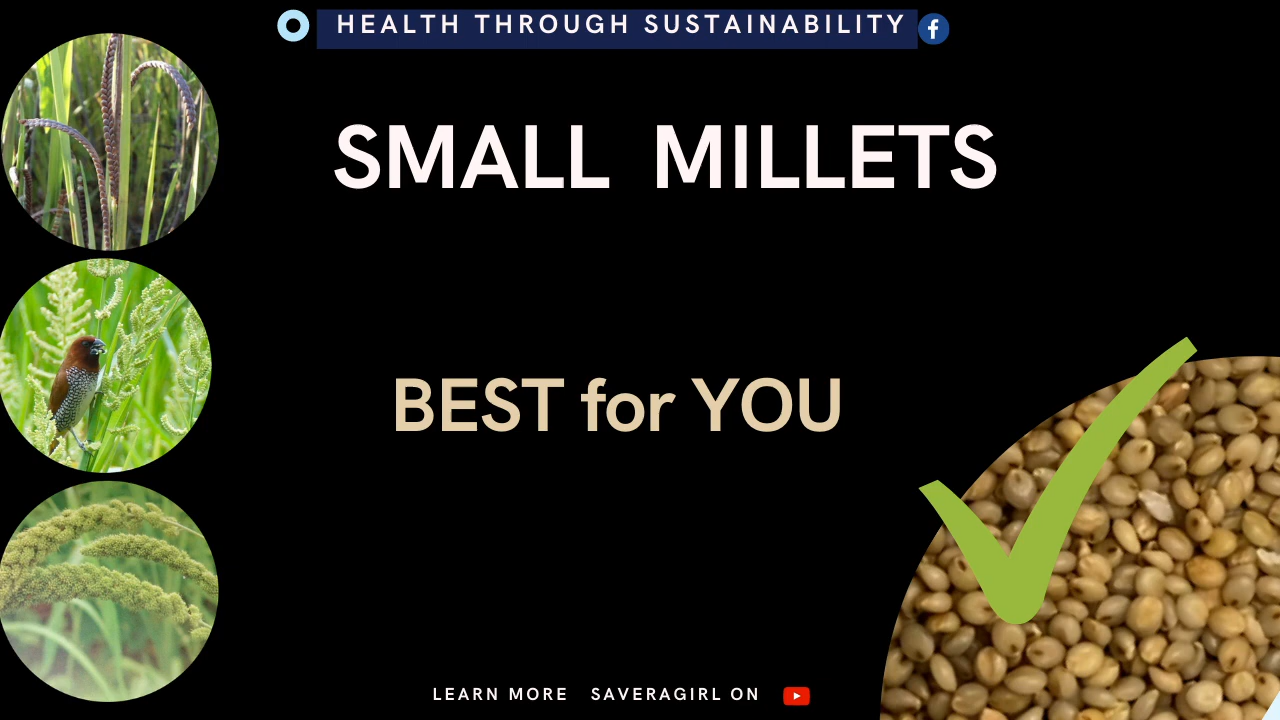 HEALTH THROUGH SUSTAINABILITY
SMALL MILLETS
BEST for YOU
LEARN MORE SAVERAGIRL ON